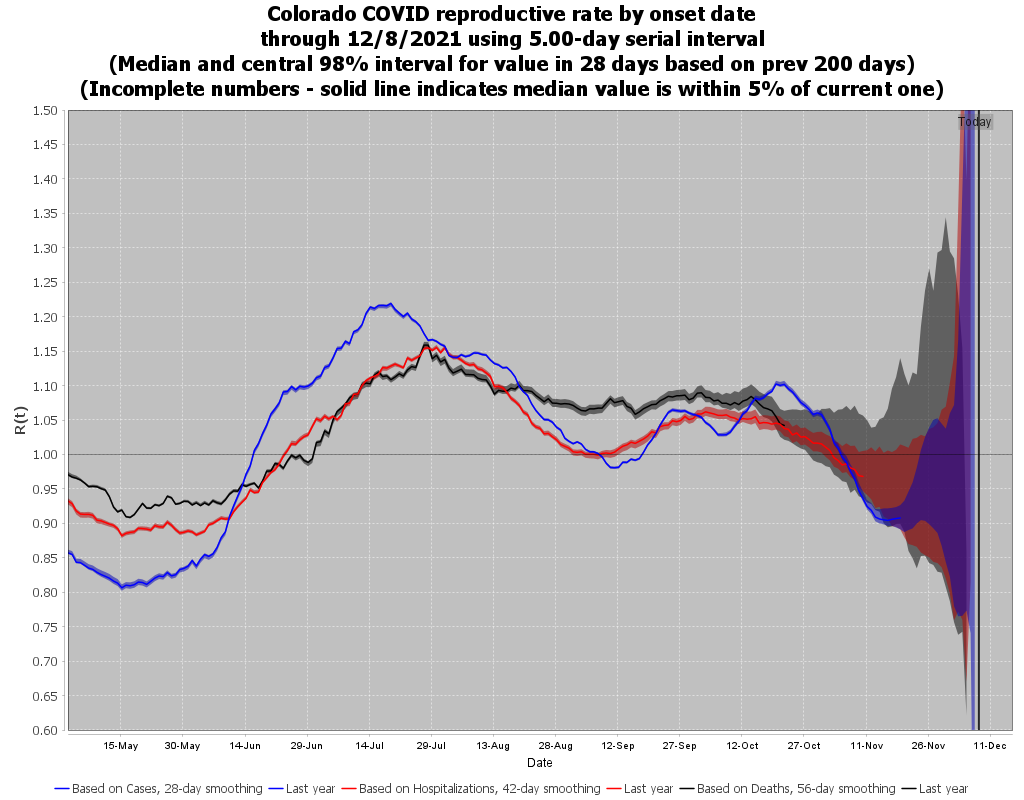 Colorado COVID reproductive rate by onset date
through 12/8/2021 using 5.00-day serial interval
(Median and central 98% interval for value in 28 days based on prev 200 days)
(Incomplete numbers - solid line indicates median value is within 5% of current one)
1.50
Today
1.45
1.40
1.35
1.30
1.25
1.20
1.15
1.10
1.05
1.00
0.95
0.90
0.85
0.80
0.75
0.70
0.65
0.60
R(t)
15-May 30-May 14-Jun 29-Jun 14-Jul 29-Jul 13-Aug 28-Aug 12-Sep 27-Sep 12-Oct 27-Oct 11-Nov 26-Nov 11-Dec
Date
Based on Cases, 28-day smoothing Last year Based on Hospitalizations, 42-day smoothing Last year Based on Deaths, 56-day smoothing Last year